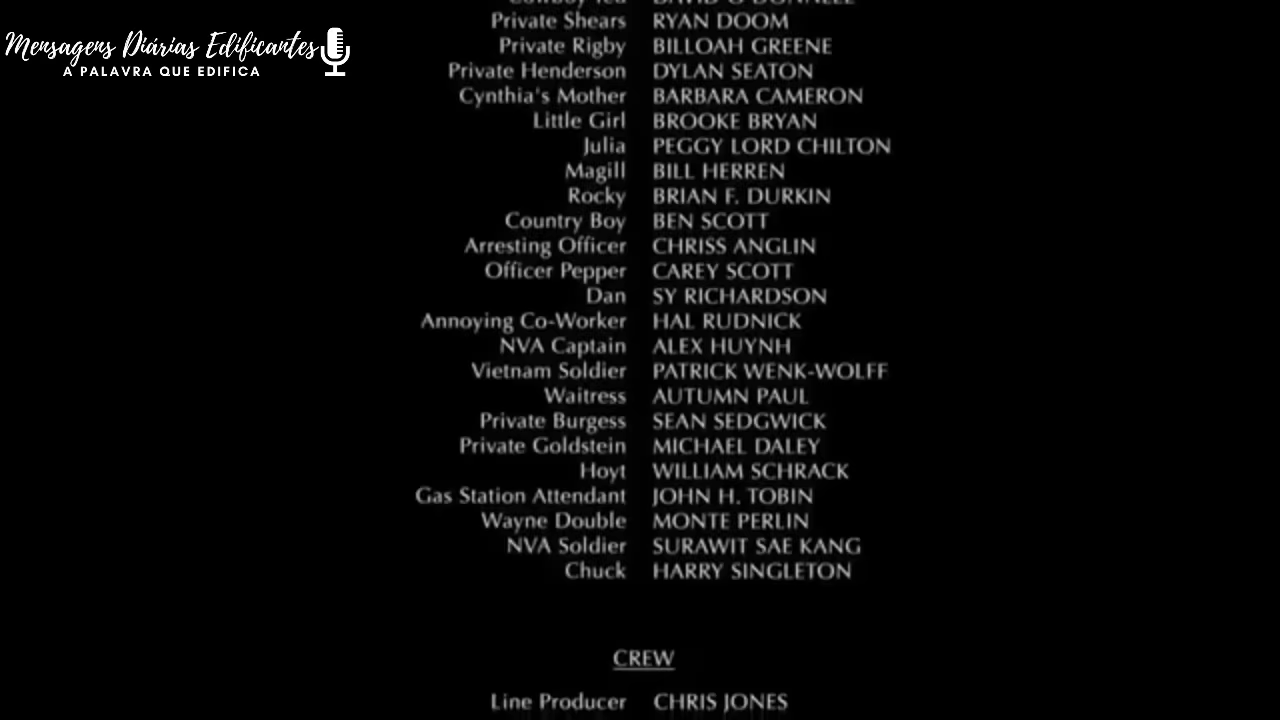 Mensagens Diárias Edificantes
A PALAVRA QUE EDIFICA
Cowboy Ted DAVID O'DONNELL
Private Shears RYAN DOOM
Private Rigby BILLOAH GREENE
Private Henderson DYLAN SEATON
Cynthia's Mother BARBARA CAMERON
Little Girl BROOKE BRYAN
Julia PEGGY LORD CHILTON
Magill BILL HERREN
Rocky BRIAN F. DURKIN
Country Boy BEN SCOTT
Arresting Officer CHRISS ANGLIN
Officer Pepper CAREY SCOTT
Dan SY RICHARDSON
Annoying Co-Worker HAL RUDNICK
NVA Captain ALEX HUYNH
Vietnam Soldier PATRICK WENK-WOLFF
Waitress AUTUMN PAUL
Private Burgess SEAN SEDGWICK
Private Goldstein MICHAEL DALEY
Hoyt WILLIAM SCHRACK
Gas Station Attendant JOHN H. TOBIN
Wayne Double MONTE PERLIN
NVA Soldier SURAWIT SAE KANG
Chuck HARRY SINGLETON
CREW
Line Producer CHRIS JONES